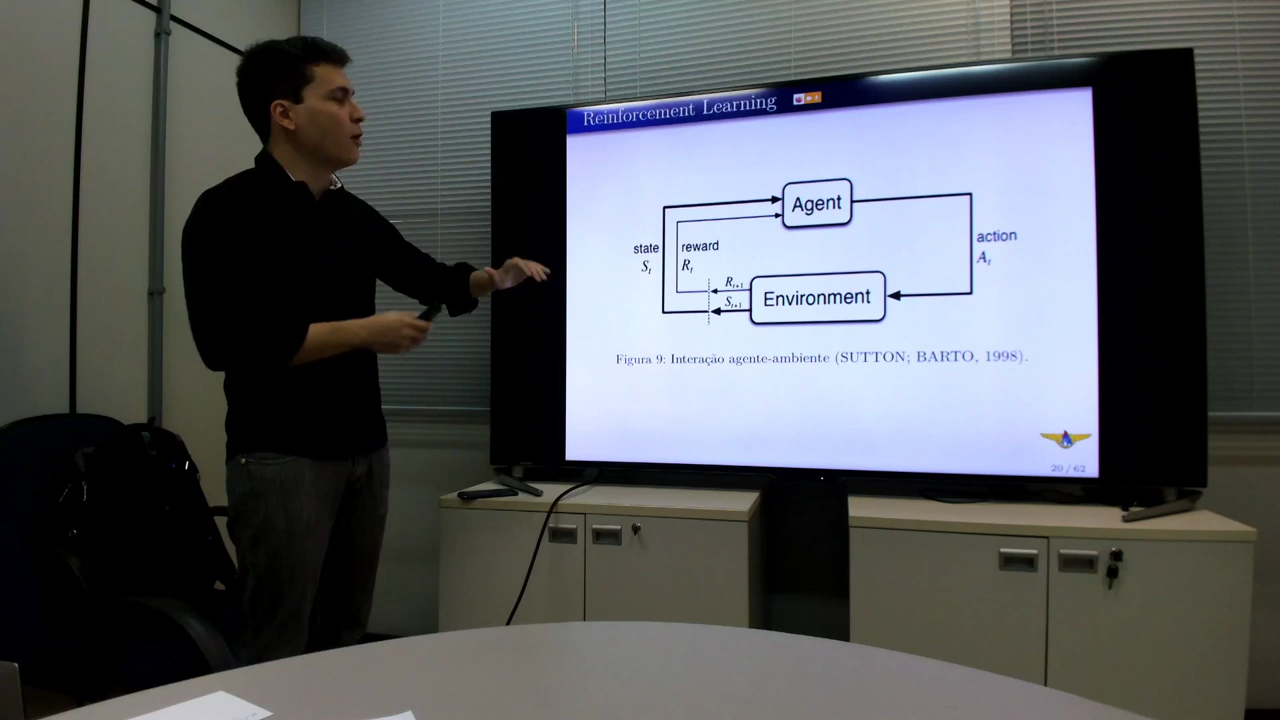 Reinforcement Learning
Agent
state
S_t
reward
R_t
action
A_t
R_{t+1}
S_{t+1}
Environment
Figura 9: Interação agente-ambiente (SUTTON; BARTO, 1998).
20 / 62